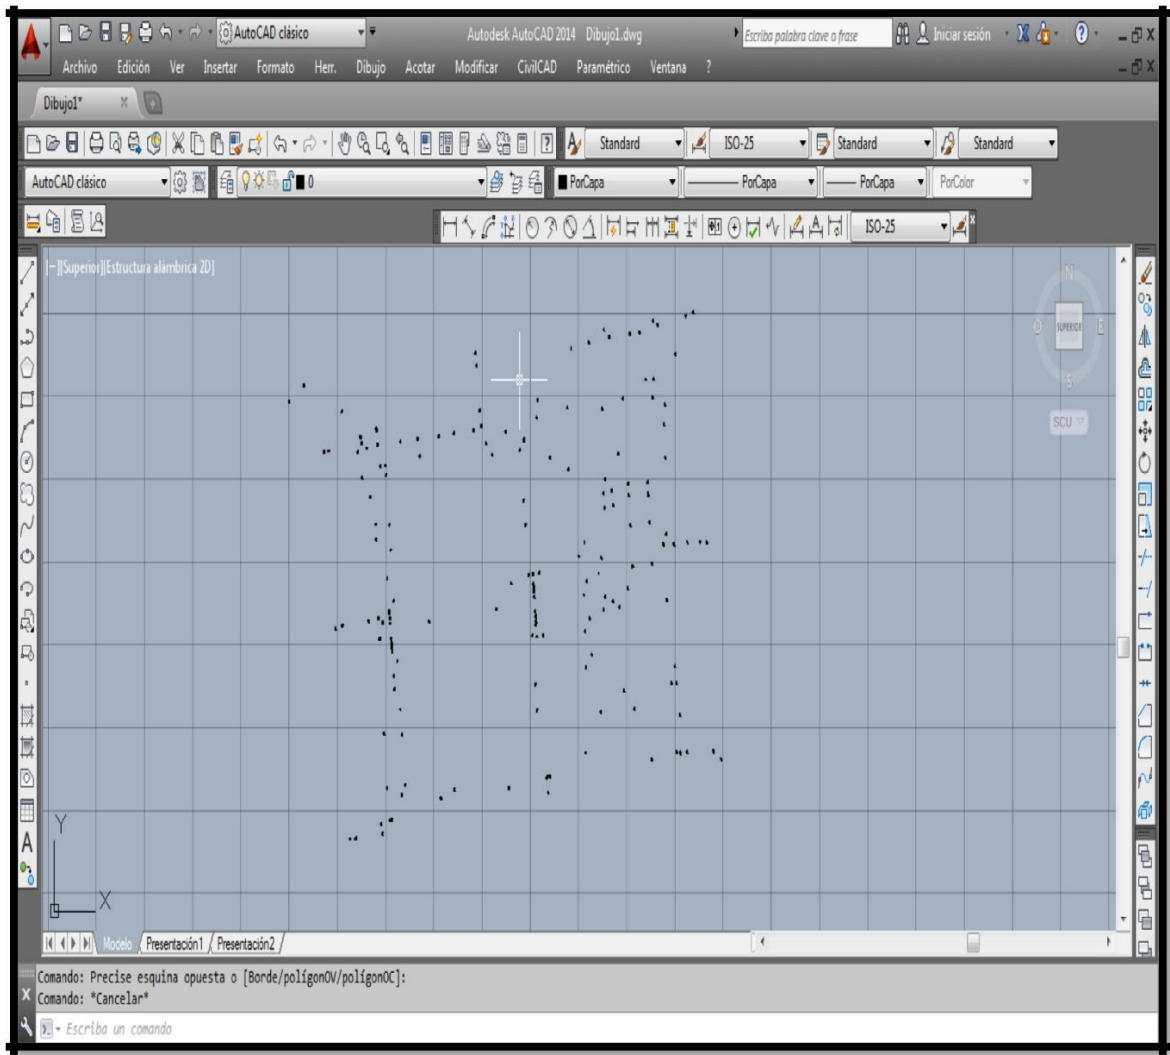 AutoCAD clásico Autodesk AutoCAD 2014 Dibujo1.dwg Escriba palabra clave o frase Iniciar sesión ?
Archivo Edición Ver Insertar Formato Herr. Dibujo Acotar Modificar CivilCAD Paramétrico Ventana ?
Dibujo1*
Standard ISO-25 Standard Standard
AutoCAD clásico 0 PorCapa PorCapa PorCapa PorColor
ISO-25
[–][Superior][Estructura alámbrica 2D]
N
O SUPERIOR E
S
SCU
A
Y
X
Modelo Presentación1 Presentación2
Comando: Precise esquina opuesta o [Borde/polígonOV/polígonOC]:
Comando: *Cancelar*
Escriba un comando